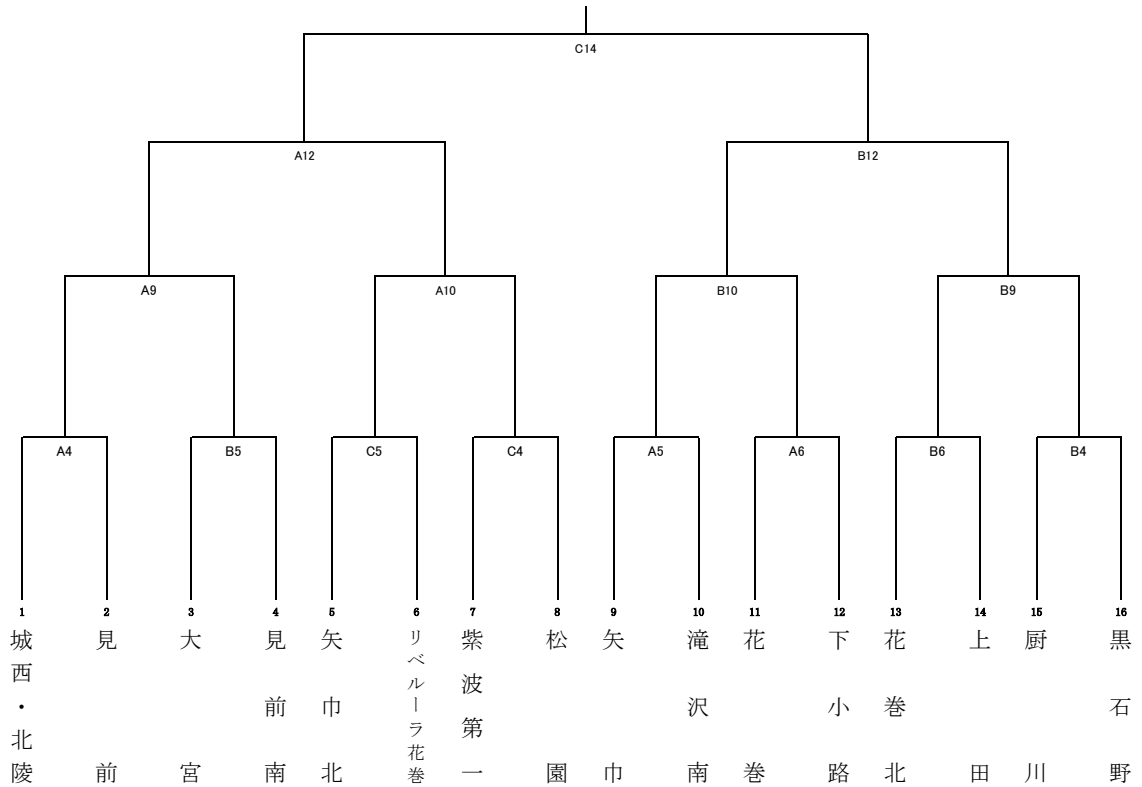 C14
A12
B12
A9
A10
B10
B9
A4
B5
C5
C4
A5
A6
B6
B4
1
2
3
4
5
6
7
8
9
10
11
12
13
14
15
16
城西・北陵
見前
大宮
見前南
矢巾北
リベルーラ花巻
紫波第一
松園
矢巾
滝沢南
花巻
下小路
花巻北
上田
厨川
黒石野